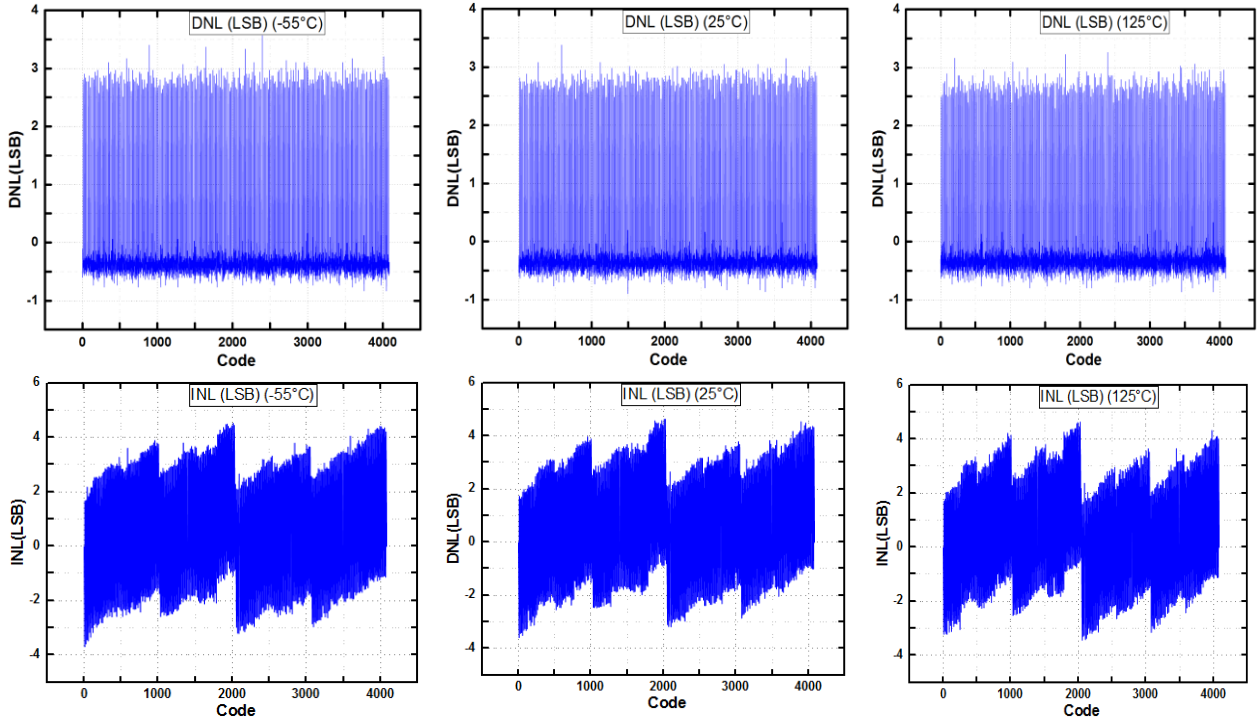 DNL (LSB) (-55°C)
4
3
2
1
0
-1
DNL(LSB)
0 1000 2000 3000 4000
Code
DNL (LSB) (25°C)
4
3
2
1
0
-1
DNL(LSB)
0 1000 2000 3000 4000
Code
DNL (LSB) (125°C)
4
3
2
1
0
-1
DNL(LSB)
0 1000 2000 3000 4000
Code
INL (LSB) (-55°C)
6
4
2
0
-2
-4
INL(LSB)
0 1000 2000 3000 4000
Code
INL (LSB) (25°C)
6
4
2
0
-2
-4
DNL(LSB)
0 1000 2000 3000 4000
Code
INL (LSB) (125°C)
6
4
2
0
-2
-4
INL(LSB)
0 1000 2000 3000 4000
Code